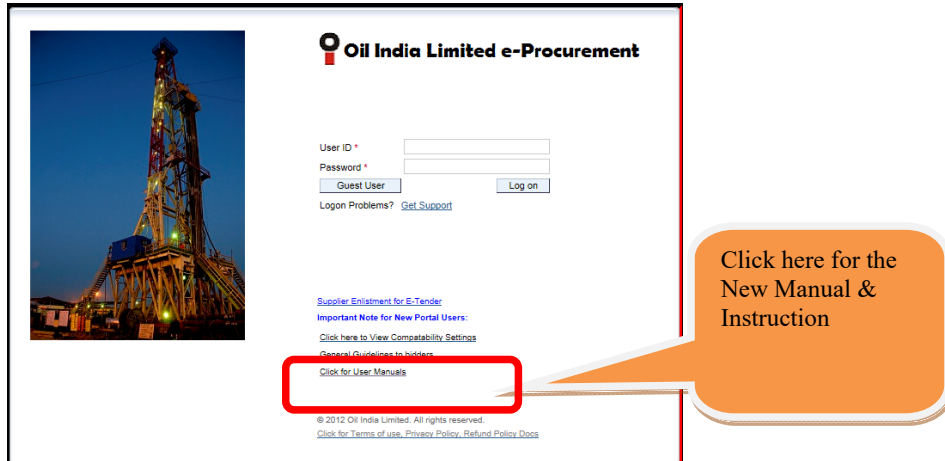 Oil India Limited e-Procurement
User ID *
Password *
Guest User Log on
Logon Problems? Get Support
Click here for the
New Manual &
Instruction
Supplier Enlistment for E-Tender
Important Note for New Portal Users:
Click here to View Compatability Settings
General Guidelines to bidders
Click for User Manuals
© 2012 Oil India Limited. All rights reserved.
Click for Terms of use, Privacy Policy, Refund Policy Docs